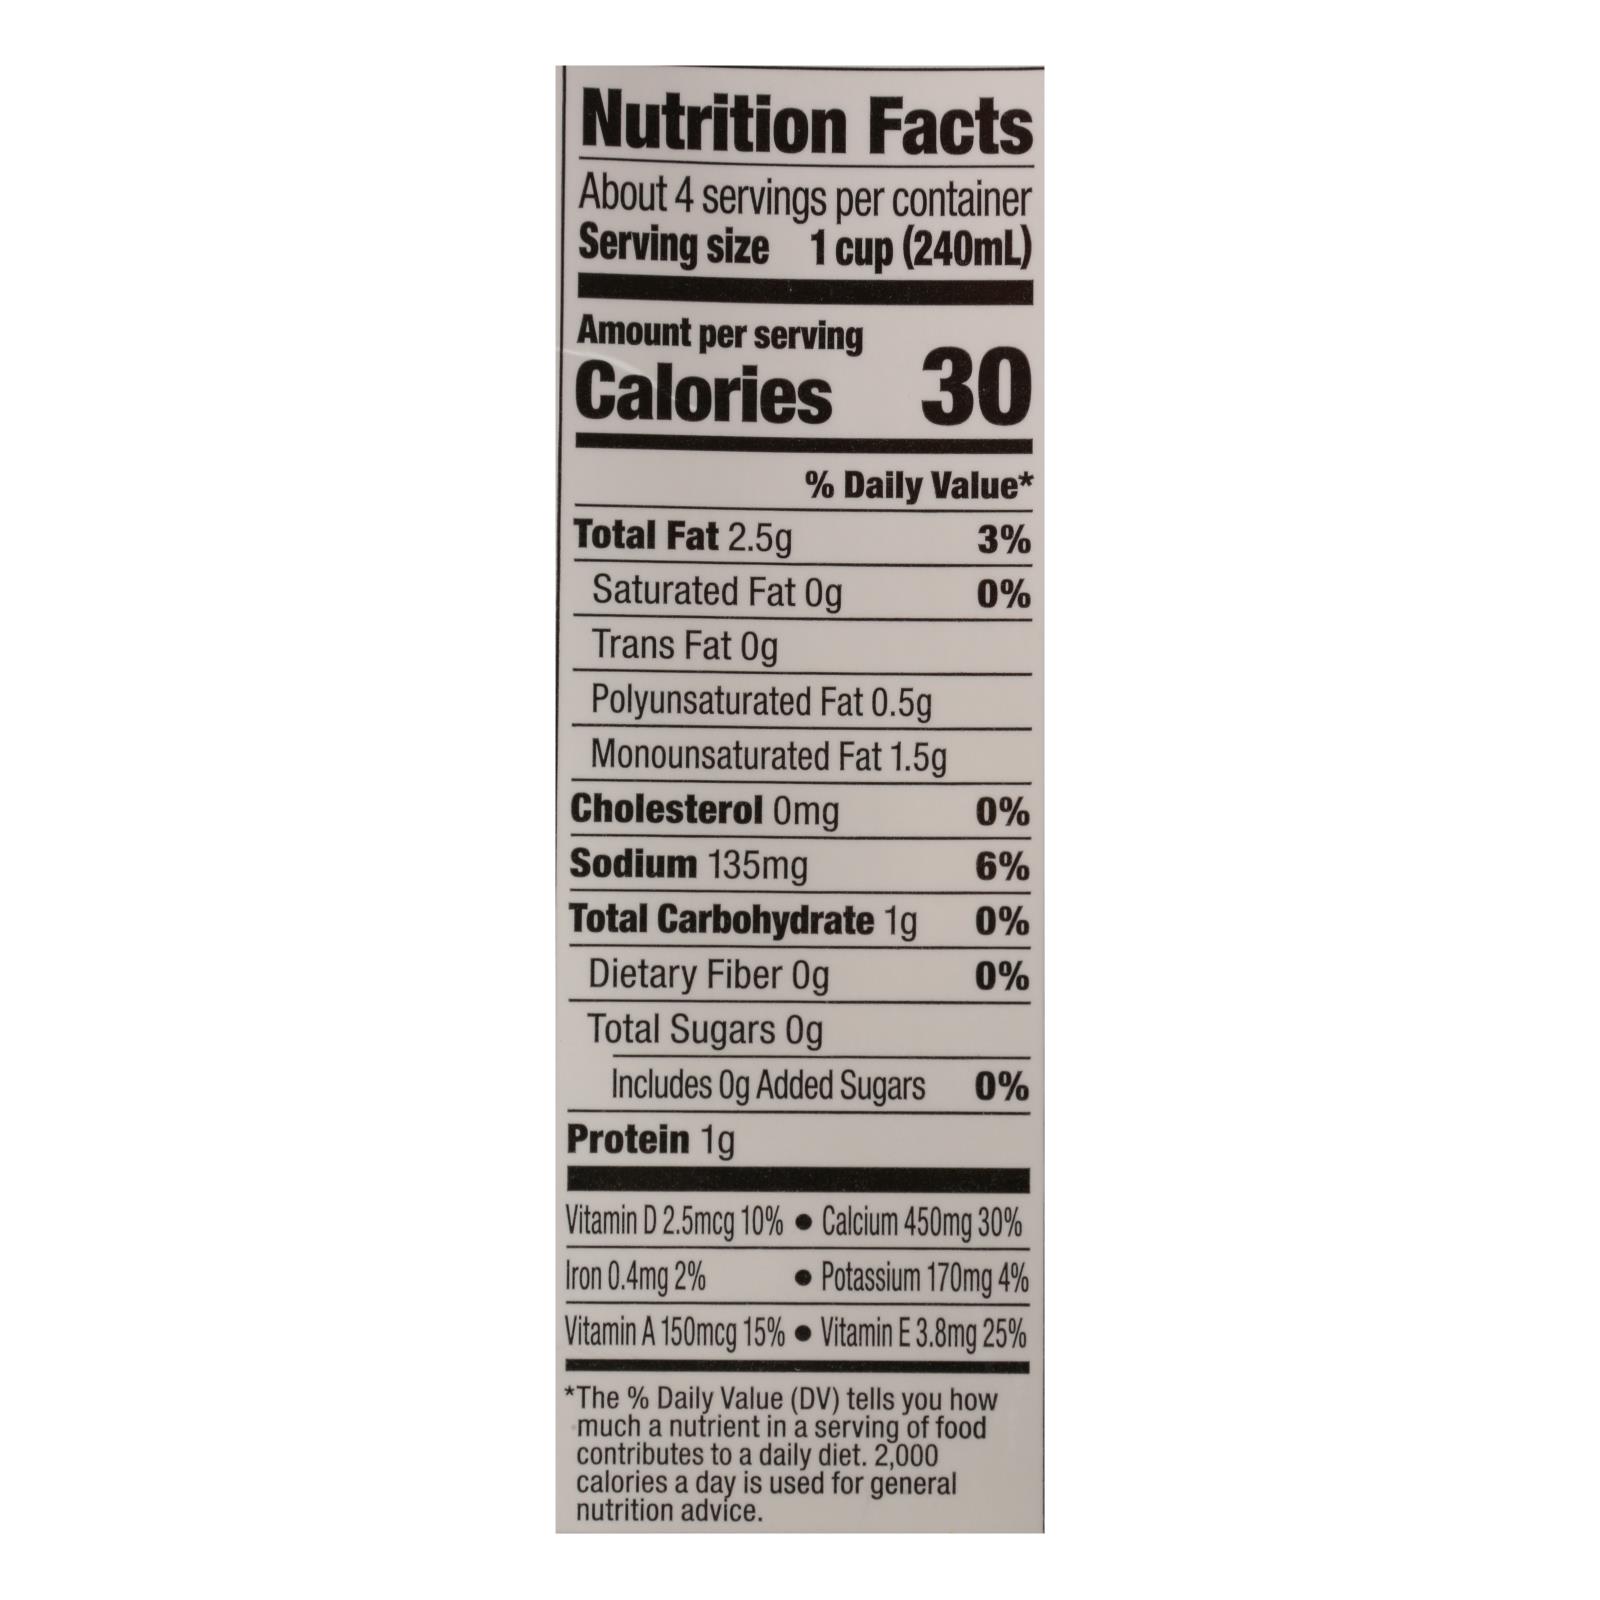 Nutrition Facts
About 4 servings per container
Serving size 1 cup (240mL)
Amount per serving
Calories 30
% Daily Value*
Total Fat 2.5g 3%
Saturated Fat 0g 0%
Trans Fat 0g
Polyunsaturated Fat 0.5g
Monounsaturated Fat 1.5g
Cholesterol 0mg 0%
Sodium 135mg 6%
Total Carbohydrate 1g 0%
Dietary Fiber 0g 0%
Total Sugars 0g
Includes 0g Added Sugars 0%
Protein 1g
Vitamin D 2.5mcg 10% • Calcium 450mg 30%
Iron 0.4mg 2% • Potassium 170mg 4%
Vitamin A 150mcg 15% • Vitamin E 3.8mg 25%
*The % Daily Value (DV) tells you how
much a nutrient in a serving of food
contributes to a daily diet. 2,000
calories a day is used for general
nutrition advice.